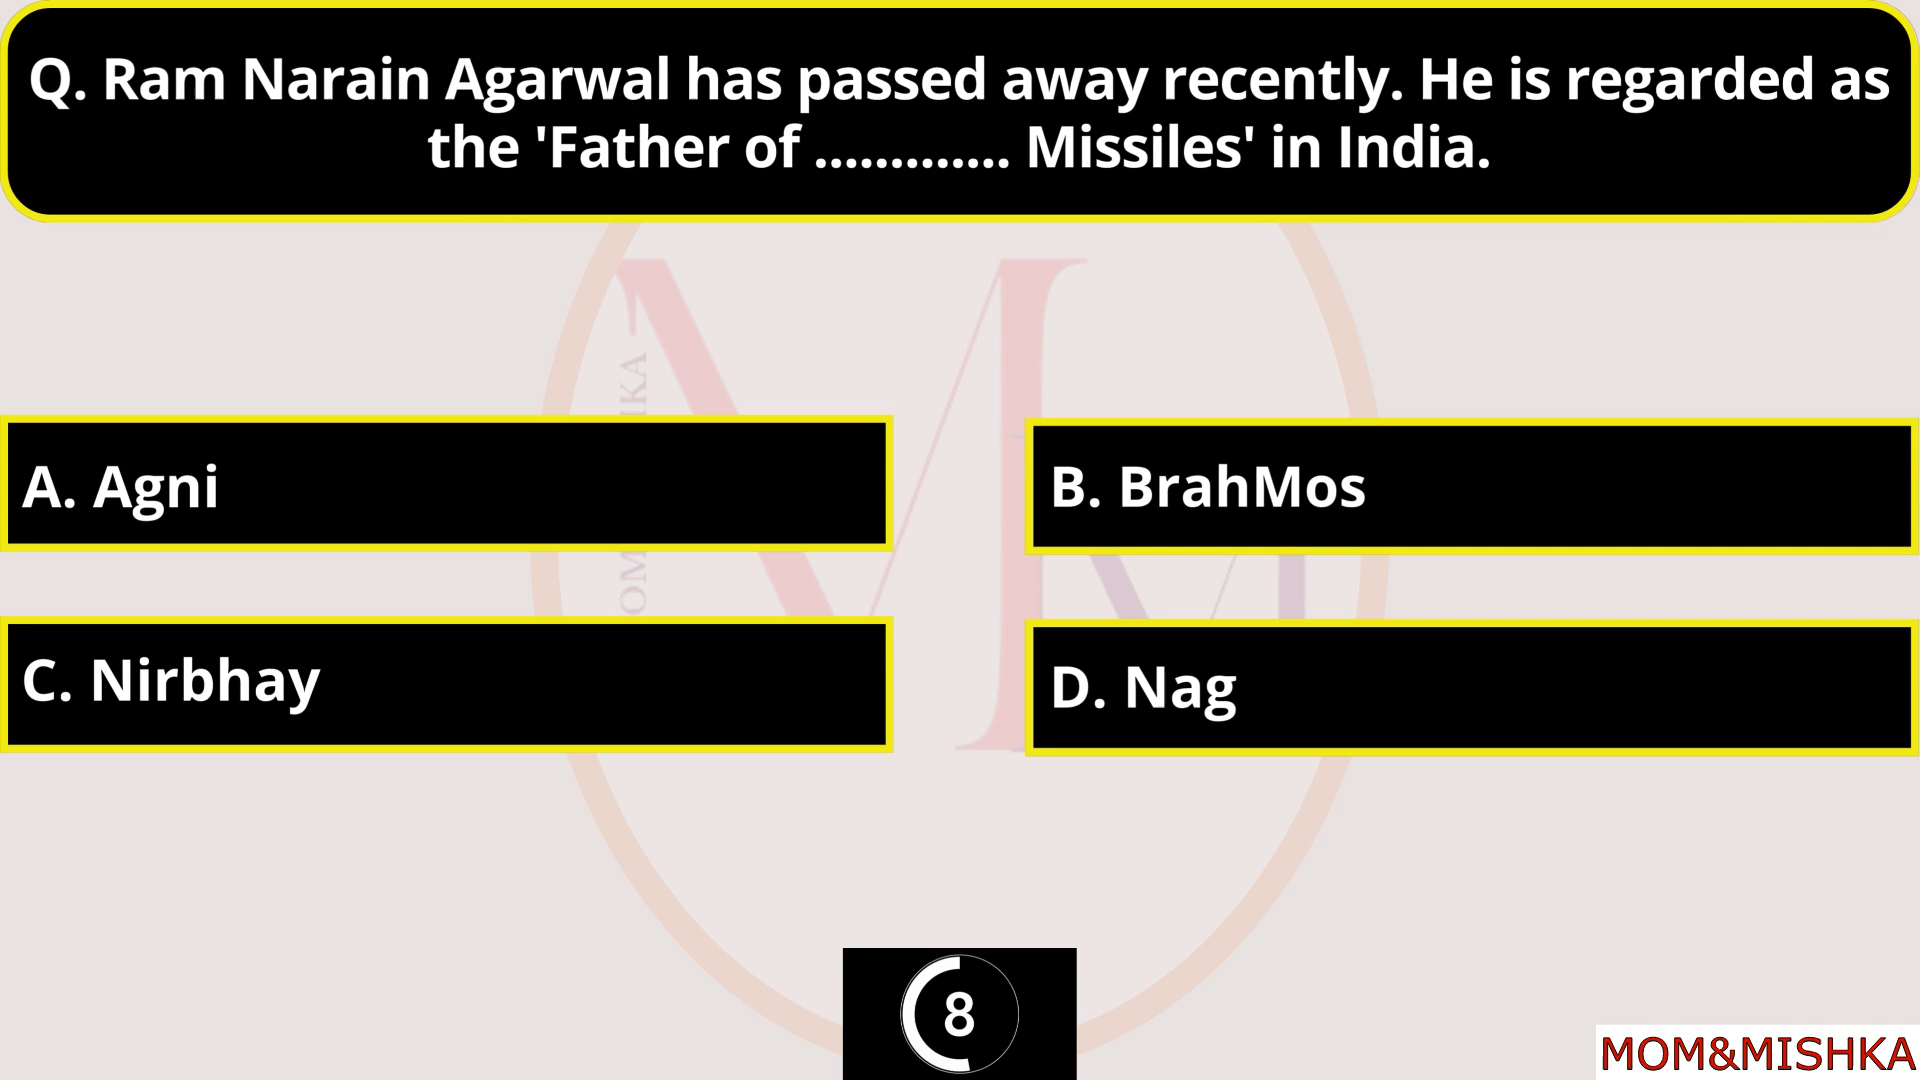 Q. Ram Narain Agarwal has passed away recently. He is regarded as
the 'Father of ............. Missiles' in India.
A. Agni
B. BrahMos
C. Nirbhay
D. Nag
8
MOM&MISHKA